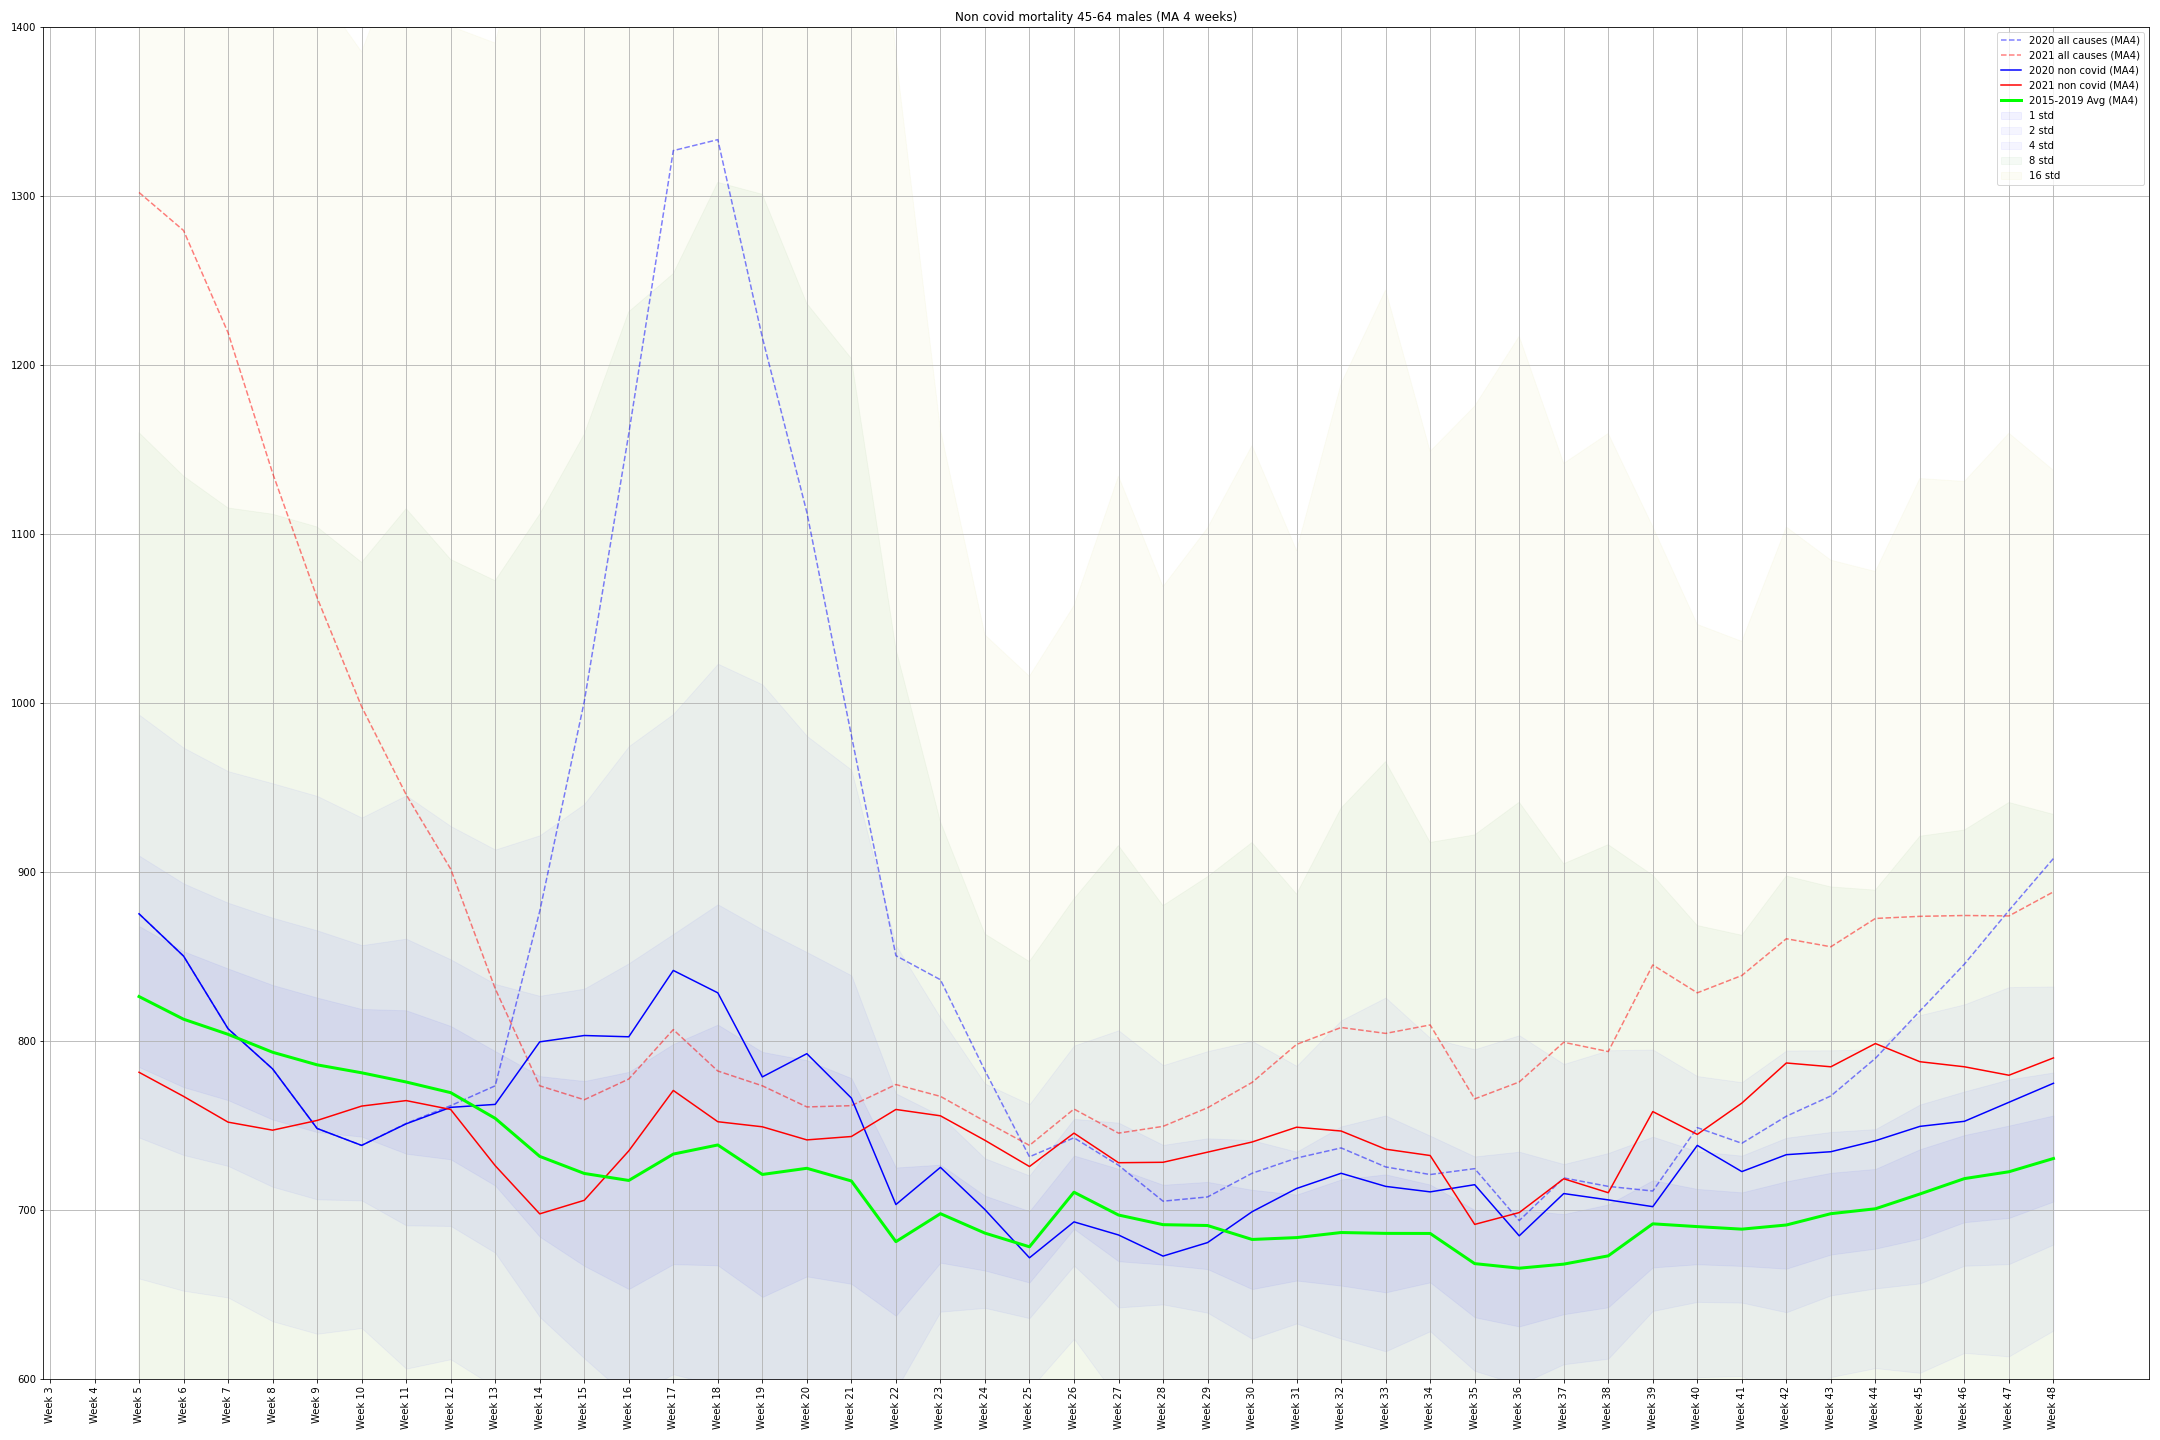 Non covid mortality 45-64 males (MA 4 weeks)
1400
1300
1200
1100
1000
900
800
700
600
2020 all causes (MA4)
2021 all causes (MA4)
2020 non covid (MA4)
2021 non covid (MA4)
2015-2019 Avg (MA4)
1 std
2 std
4 std
8 std
16 std
Week 3
Week 4
Week 5
Week 6
Week 7
Week 8
Week 9
Week 10
Week 11
Week 12
Week 13
Week 14
Week 15
Week 16
Week 17
Week 18
Week 19
Week 20
Week 21
Week 22
Week 23
Week 24
Week 25
Week 26
Week 27
Week 28
Week 29
Week 30
Week 31
Week 32
Week 33
Week 34
Week 35
Week 36
Week 37
Week 38
Week 39
Week 40
Week 41
Week 42
Week 43
Week 44
Week 45
Week 46
Week 47
Week 48